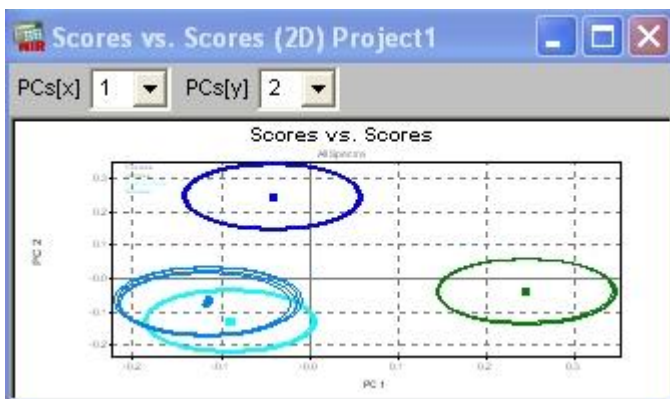 NIR Scores vs. Scores (2D) Project1
PCs[x] 1 PCs[y] 2
Scores vs. Scores
All Spectra
0.3
0.2
0.1
-0.0
-0.1
-0.2
PC 2
-0.2 -0.1 -0.0 0.1 0.2 0.3
PC 1